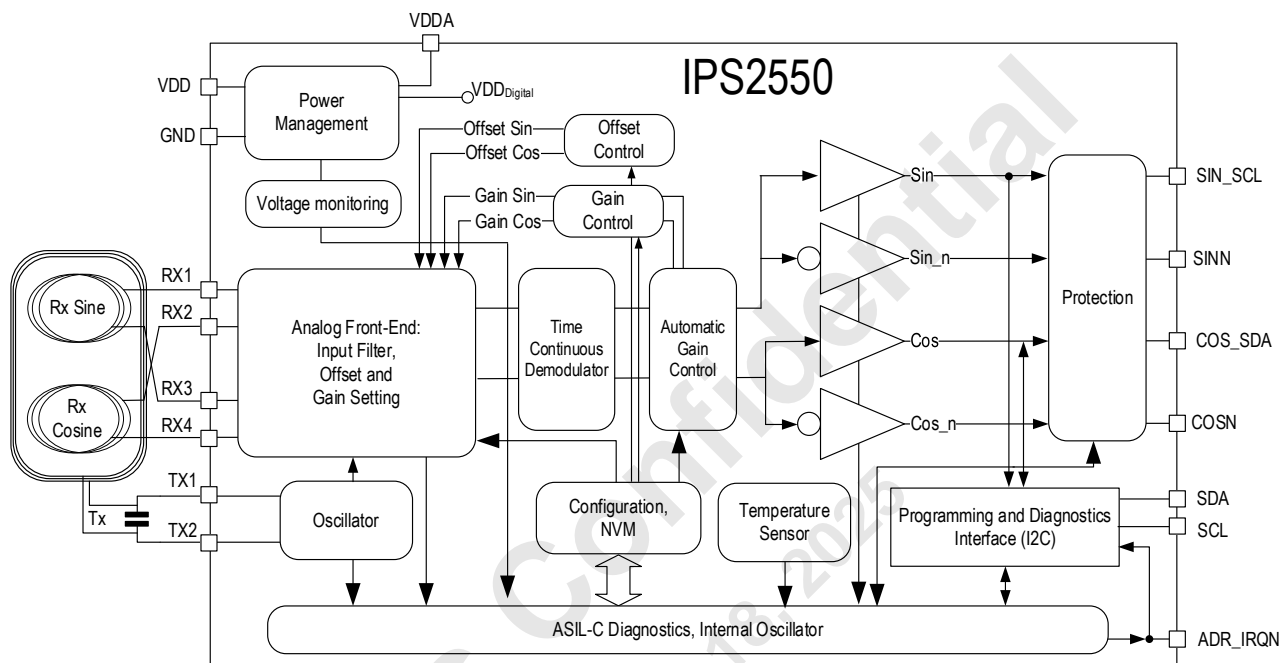 VDDA
IPS2550
VDD
GND
Power
Management
VDDDigital
Offset Sin
Offset Cos
Offset
Control
Voltage monitoring
Gain Sin
Gain Cos
Gain
Control
Sin
Sin_n
Cos
Cos_n
Protection
SIN_SCL
SINN
COS_SDA
COSN
Rx Sine
Rx
Cosine
RX1
RX2
RX3
RX4
Analog Front-End:
Input Filter,
Offset and
Gain Setting
Time
Continuous
Demodulator
Automatic
Gain
Control
TX1
Tx
TX2
Oscillator
Configuration,
NVM
Temperature
Sensor
Programming and Diagnostics
Interface (I2C)
SDA
SCL
ASIL-C Diagnostics, Internal Oscillator
ADR_IRQN
Confidential
18, 2025